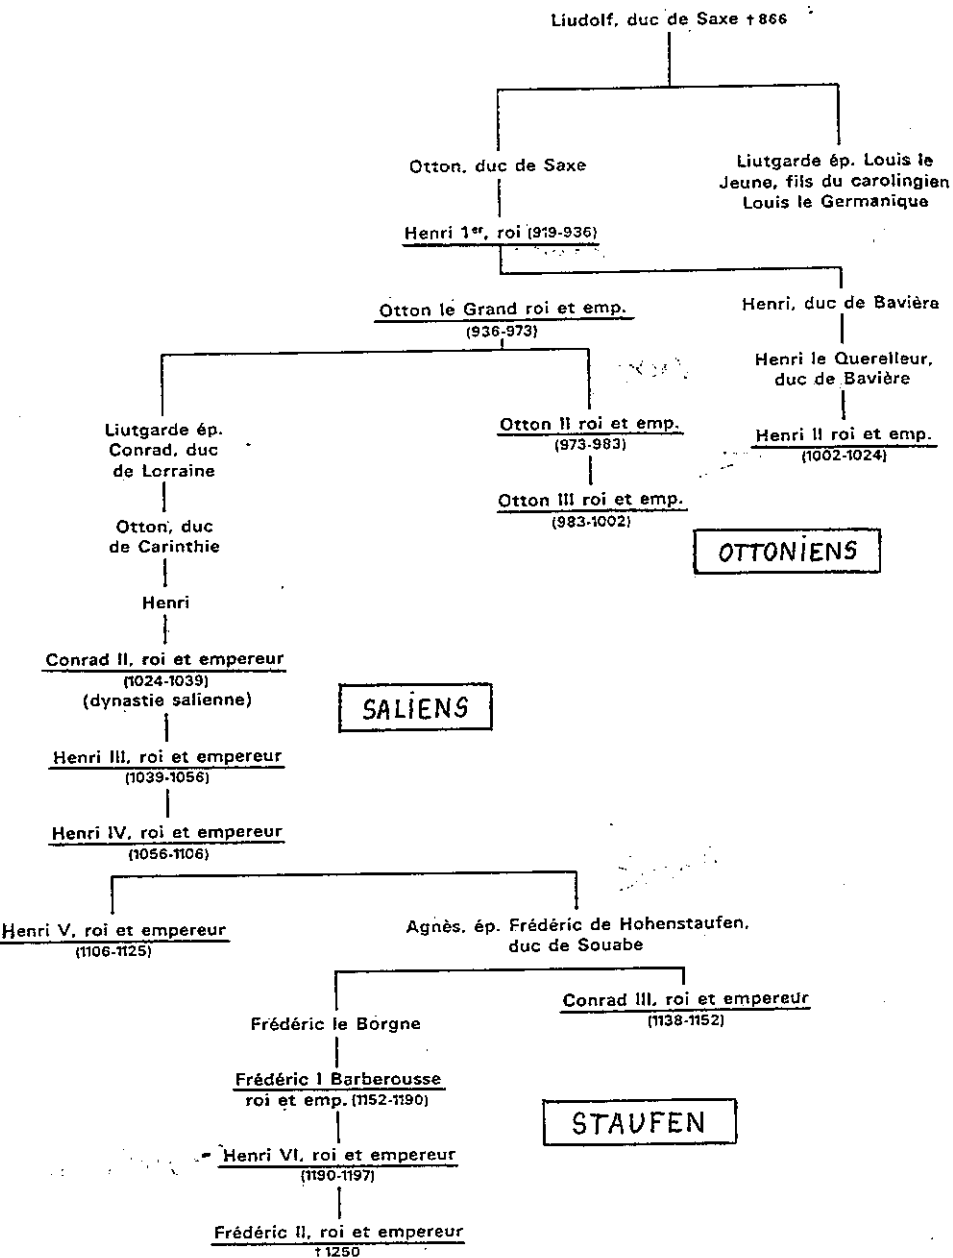 Liudolf, duc de Saxe †866
Otton, duc de Saxe
Liutgarde ép. Louis le
Jeune, fils du carolingien
Louis le Germanique
Henri 1er, roi (919-936)
Otton le Grand roi et emp.
(936-973)
Henri, duc de Bavière
Henri le Querelleur,
duc de Bavière
Henri II roi et emp.
(1002-1024)
Liutgarde ép.
Conrad, duc
de Lorraine
Otton II roi et emp.
(973-983)
Otton III roi et emp.
(983-1002)
OTTONIENS
Otton, duc
de Carinthie
Henri
Conrad II, roi et empereur
(1024-1039)
(dynastie salienne)
SALIENS
Henri III, roi et empereur
(1039-1056)
Henri IV, roi et empereur
(1056-1106)
Henri V, roi et empereur
(1106-1125)
Agnès, ép. Frédéric de Hohenstaufen,
duc de Souabe
Conrad III, roi et empereur
(1138-1152)
Frédéric le Borgne
Frédéric I Barberousse
roi et emp. (1152-1190)
STAUFEN
Henri VI, roi et empereur
(1190-1197)
Frédéric II, roi et empereur
†1250